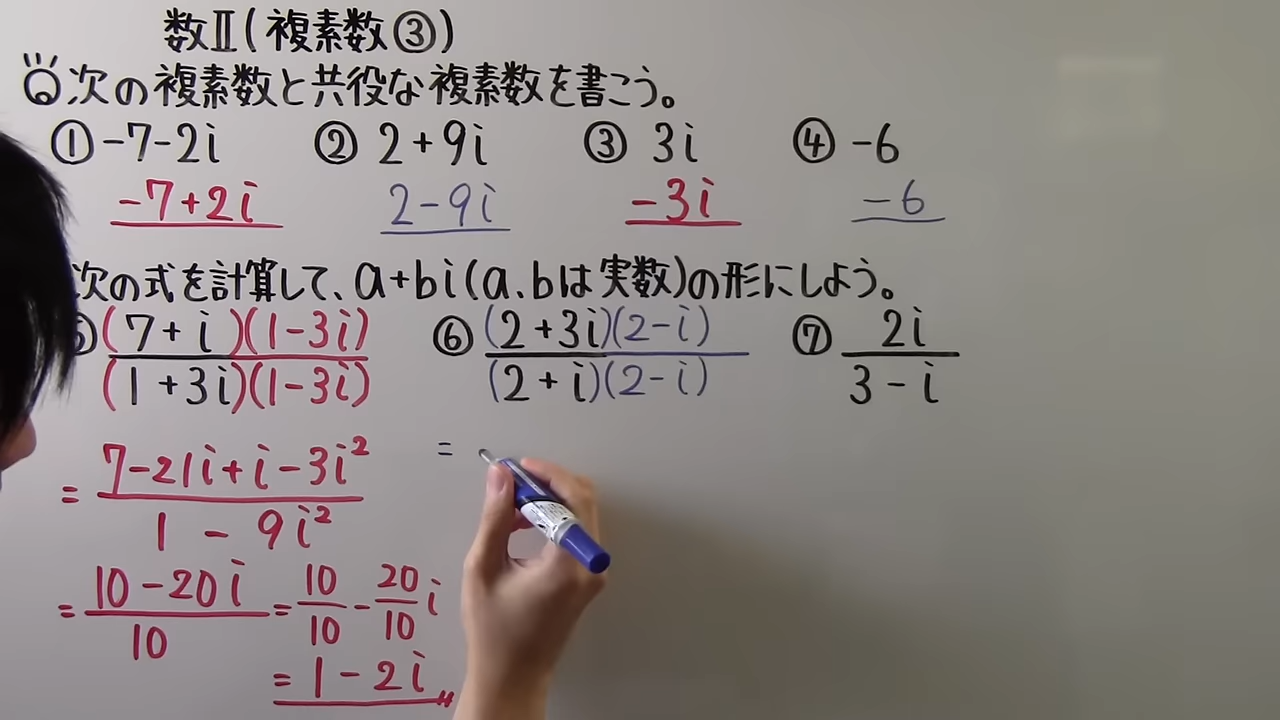 数Ⅱ(複素数③)
Q.次の複素数と共役な複素数を書こう。
① -7-2i ② 2+9i ③ 3i ④ -6
-7+2i 2-9i -3i -6
次の式を計算して、a+bi(a、bは実数)の形にしよう。
(7+i)(1-3i) ⑥ (2+3i)(2-i) ⑦ 2i
(1+3i)(1-3i) (2+i)(2-i) 3-i
= 7-21i+i-3i² =
1 - 9i²
= 10-20i = 10 - 20 i
10 10 10
= 1-2i〃